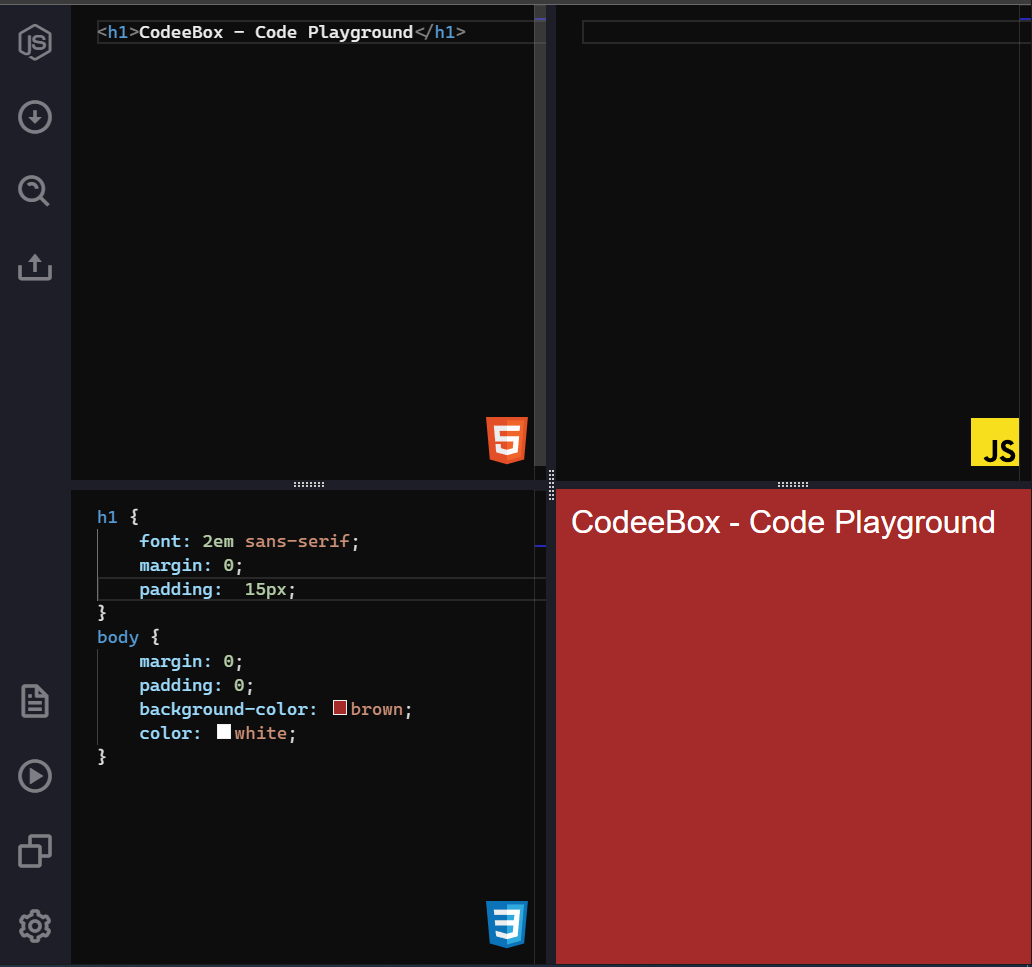 JS
<h1>CodeeBox - Code Playground</h1>
5
JS
h1 {
    font: 2em sans-serif;
    margin: 0;
    padding:  15px;
}
body {
    margin: 0;
    padding: 0;
    background-color: brown;
    color: white;
}
3
CodeeBox - Code Playground